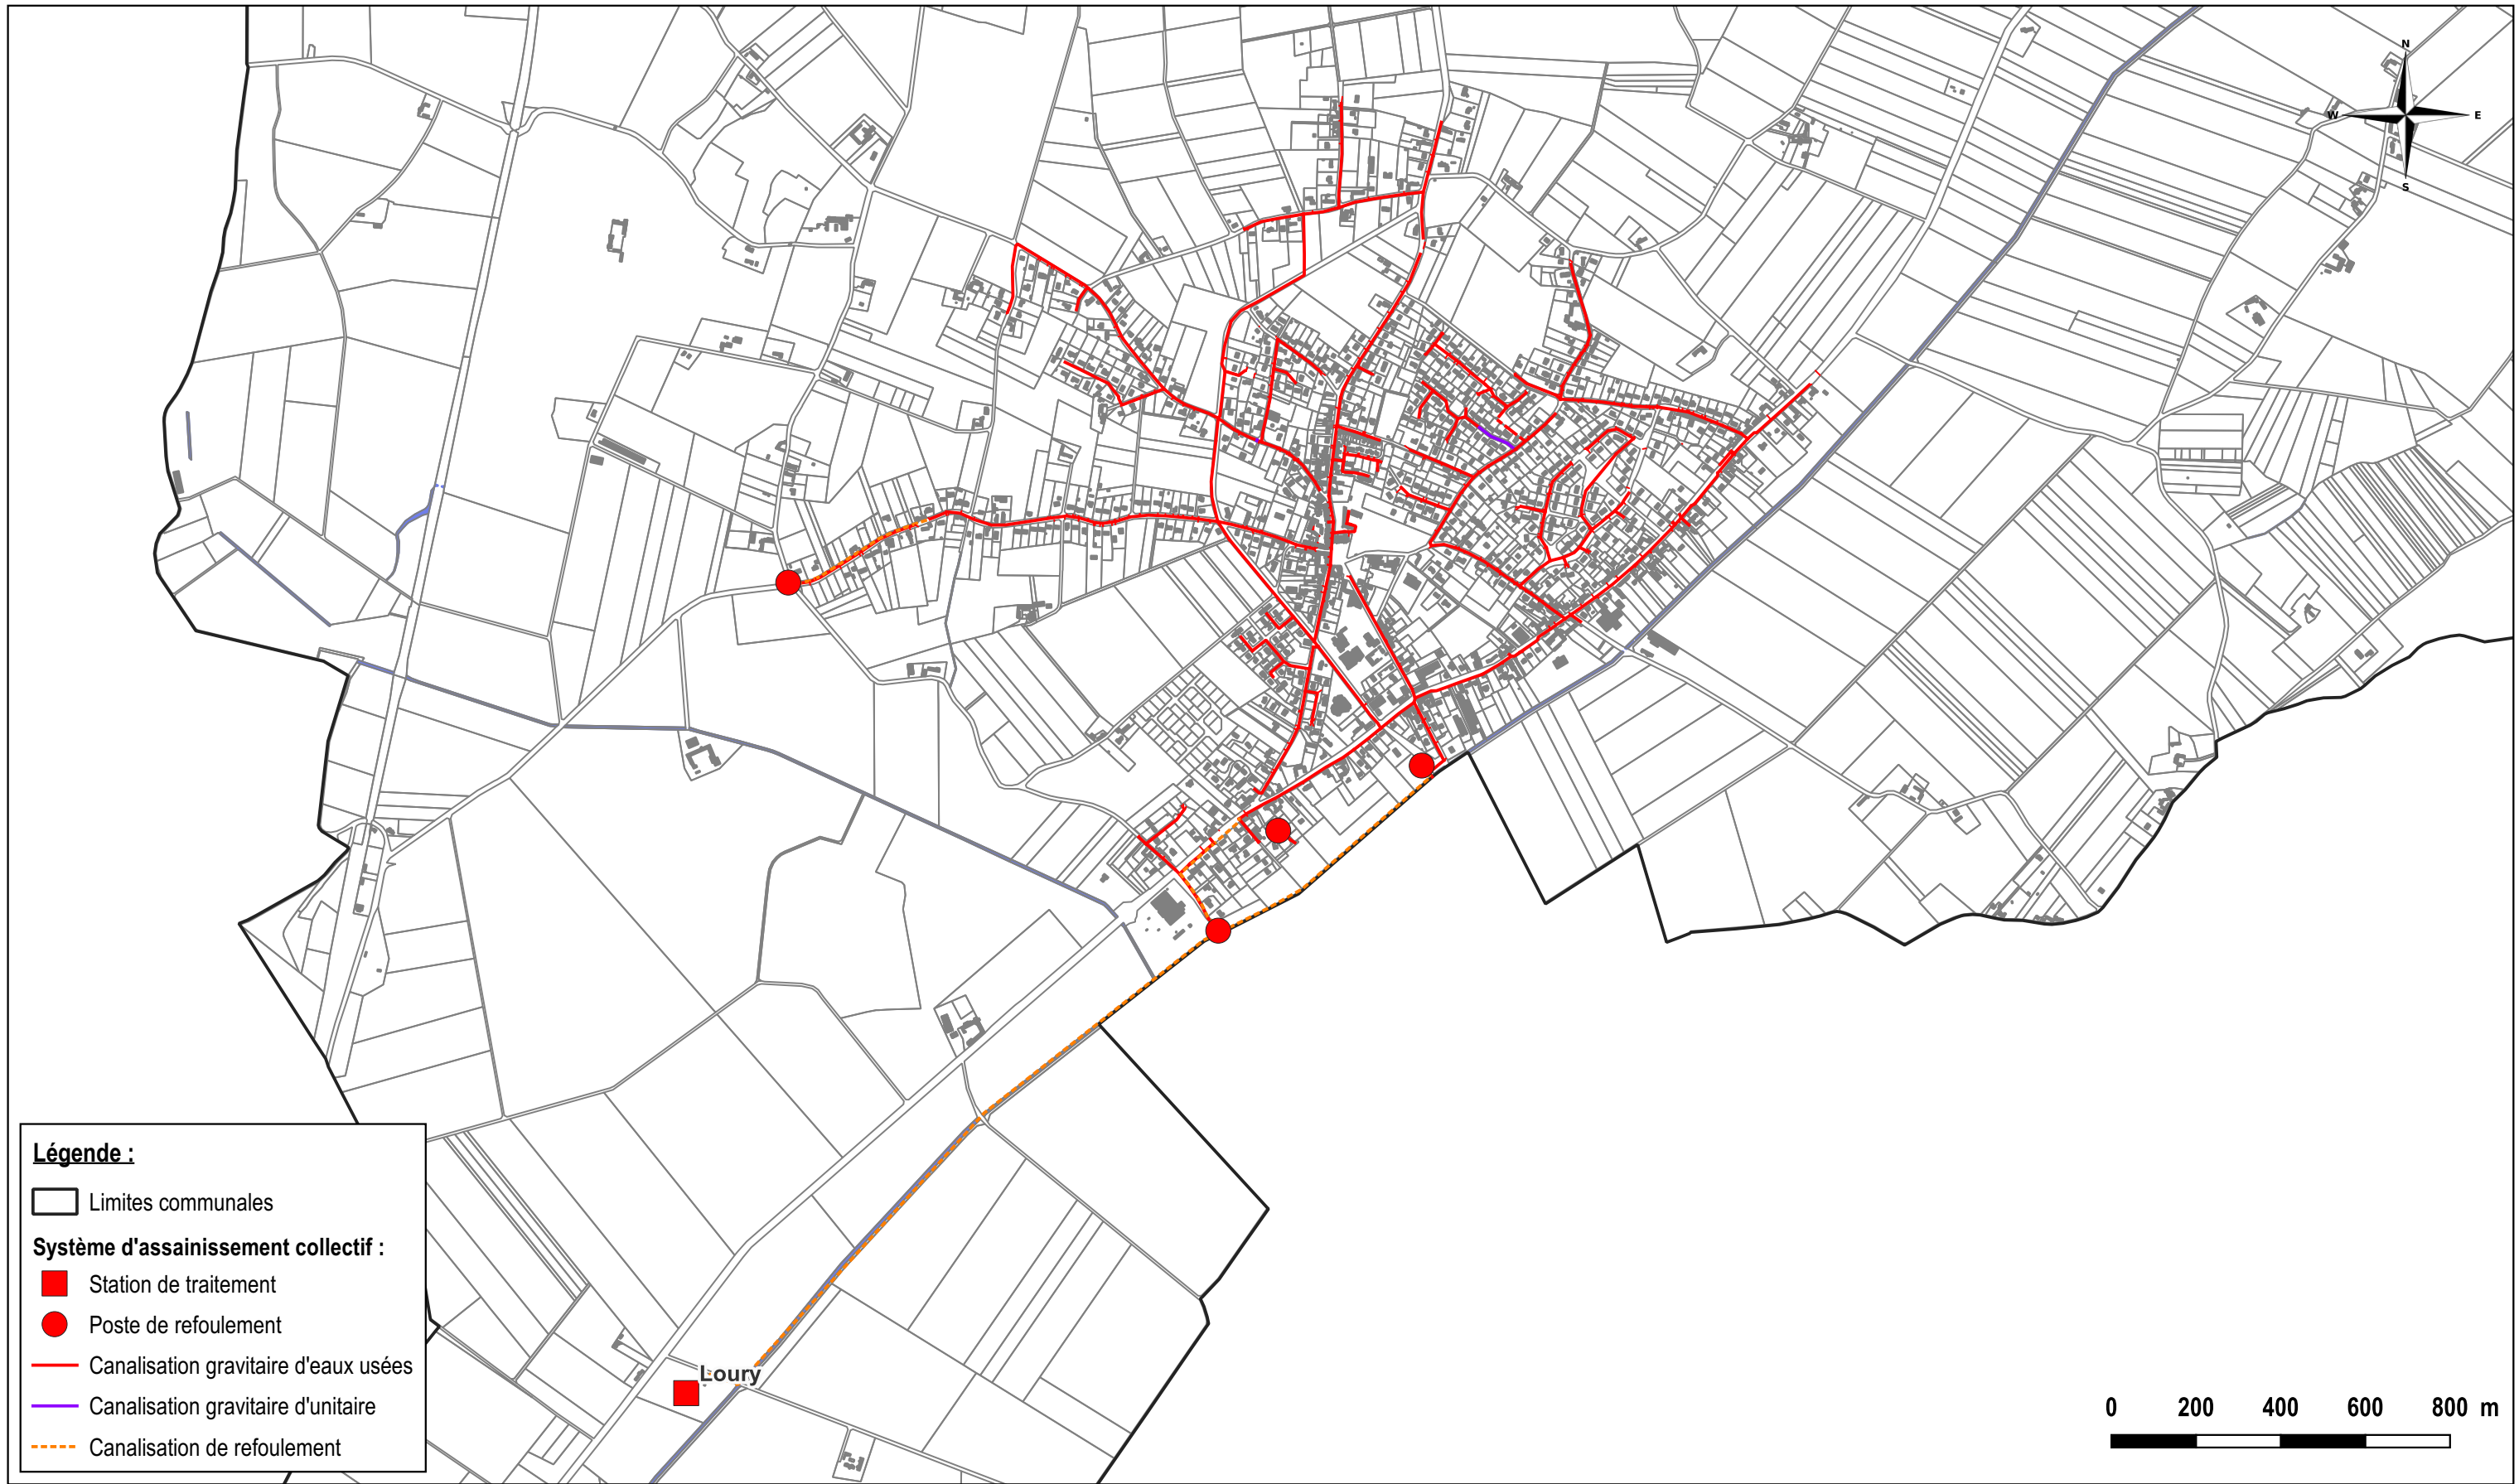 N
W E
S
Légende :
Limites communales
Système d'assainissement collectif :
Station de traitement
Poste de refoulement
Canalisation gravitaire d'eaux usées
Canalisation gravitaire d'unitaire
Canalisation de refoulement
Loury
0 200 400 600 800 m